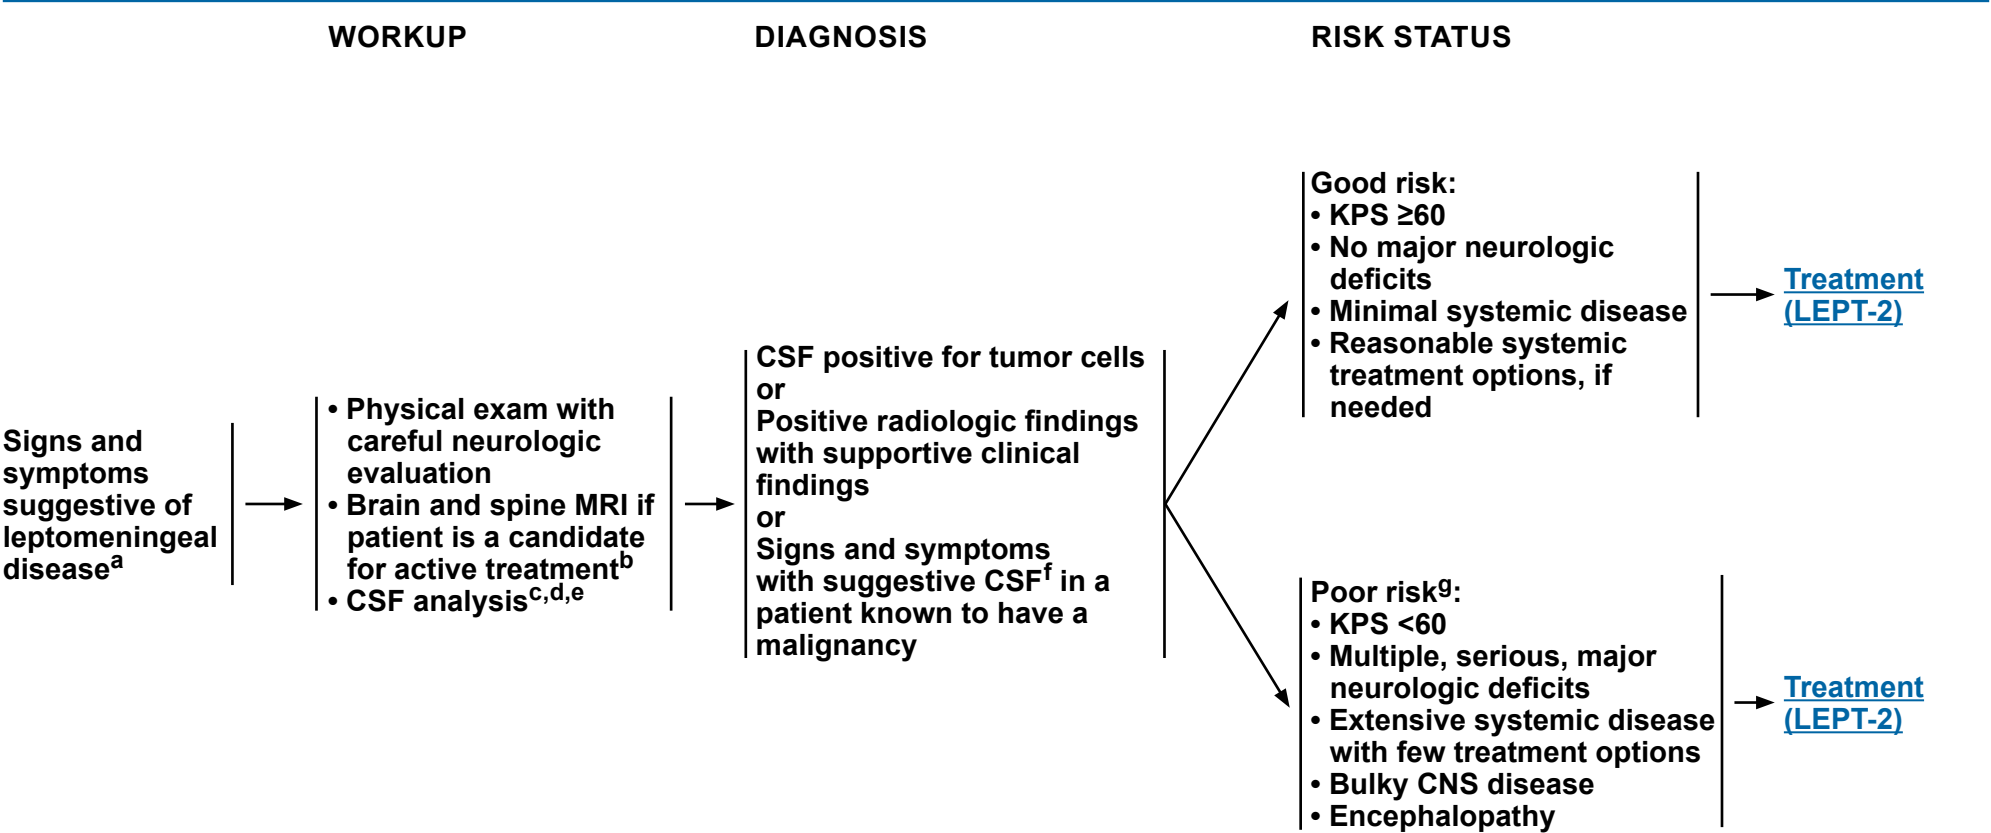 WORKUP
DIAGNOSIS
RISK STATUS
Signs and
symptoms
suggestive of
leptomeningeal
diseaseᵃ
• Physical exam with
careful neurologic
evaluation
• Brain and spine MRI if
patient is a candidate
for active treatmentᵇ
• CSF analysisᶜ,ᵈ,ᵉ
CSF positive for tumor cells
or
Positive radiologic findings
with supportive clinical
findings
or
Signs and symptoms
with suggestive CSFᶠ in a
patient known to have a
malignancy
Good risk:
• KPS ≥60
• No major neurologic
deficits
• Minimal systemic disease
• Reasonable systemic
treatment options, if
needed
Treatment
(LEPT-2)
Poor riskᵍ:
• KPS <60
• Multiple, serious, major
neurologic deficits
• Extensive systemic disease
with few treatment options
• Bulky CNS disease
• Encephalopathy
Treatment
(LEPT-2)